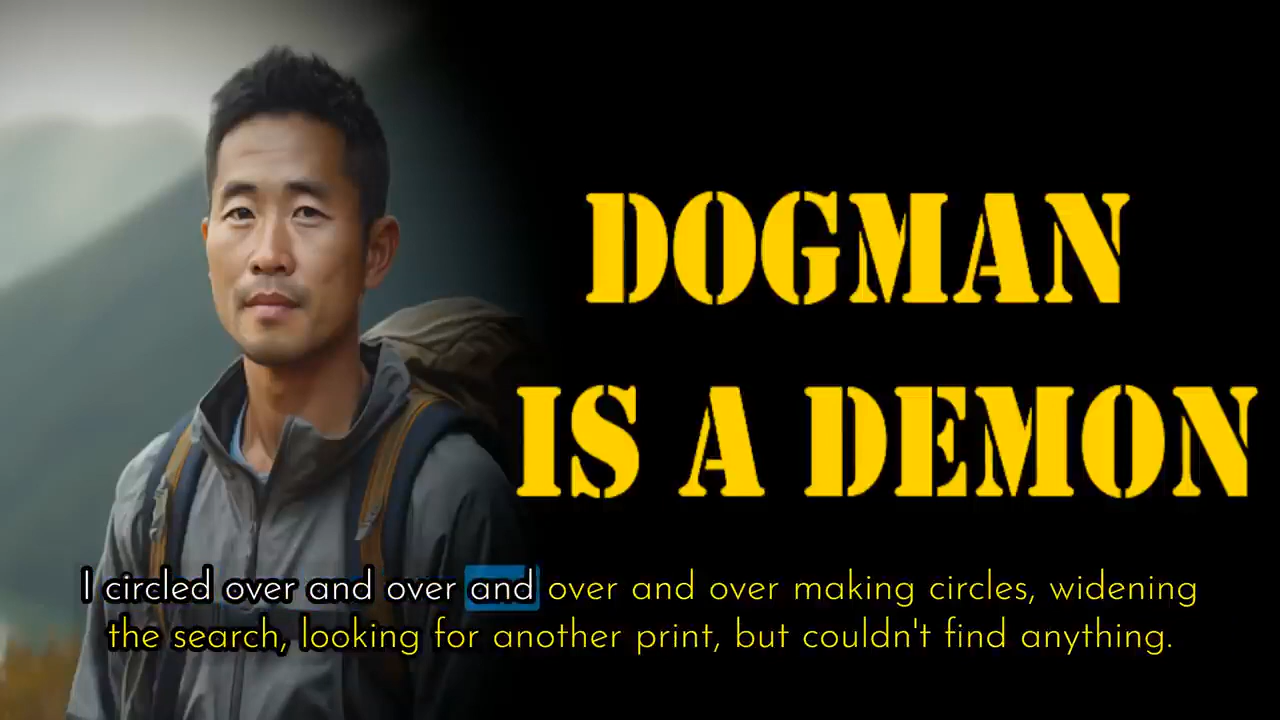 DOGMAN
IS A DEMON
I circled over and over and over and over making circles, widening
the search, looking for another print, but couldn't find anything.